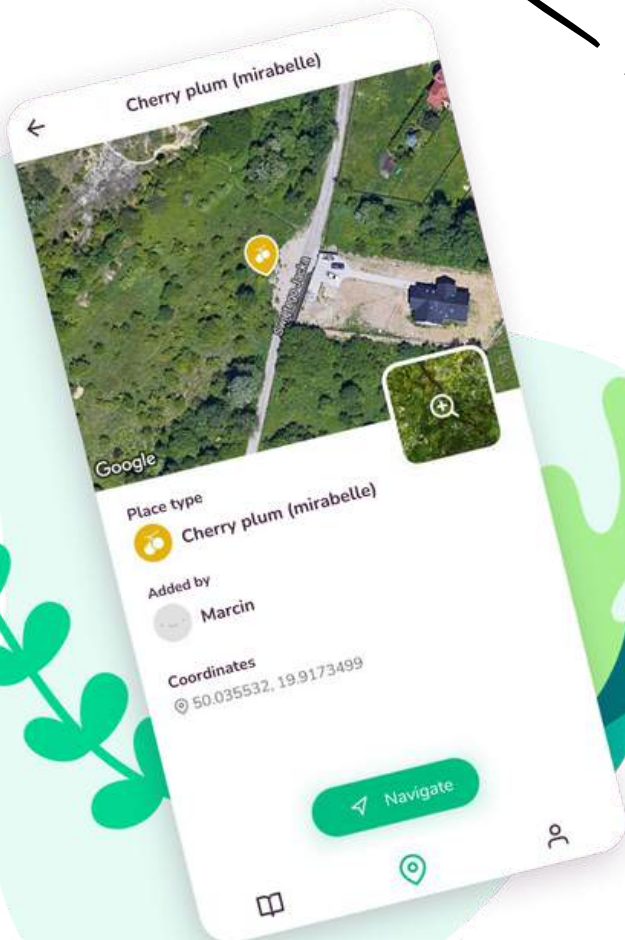 Cherry plum (mirabelle)
Google
Place type
Cherry plum (mirabelle)
Added by
Marcin
Coordinates
50.035532, 19.9173499
Navigate